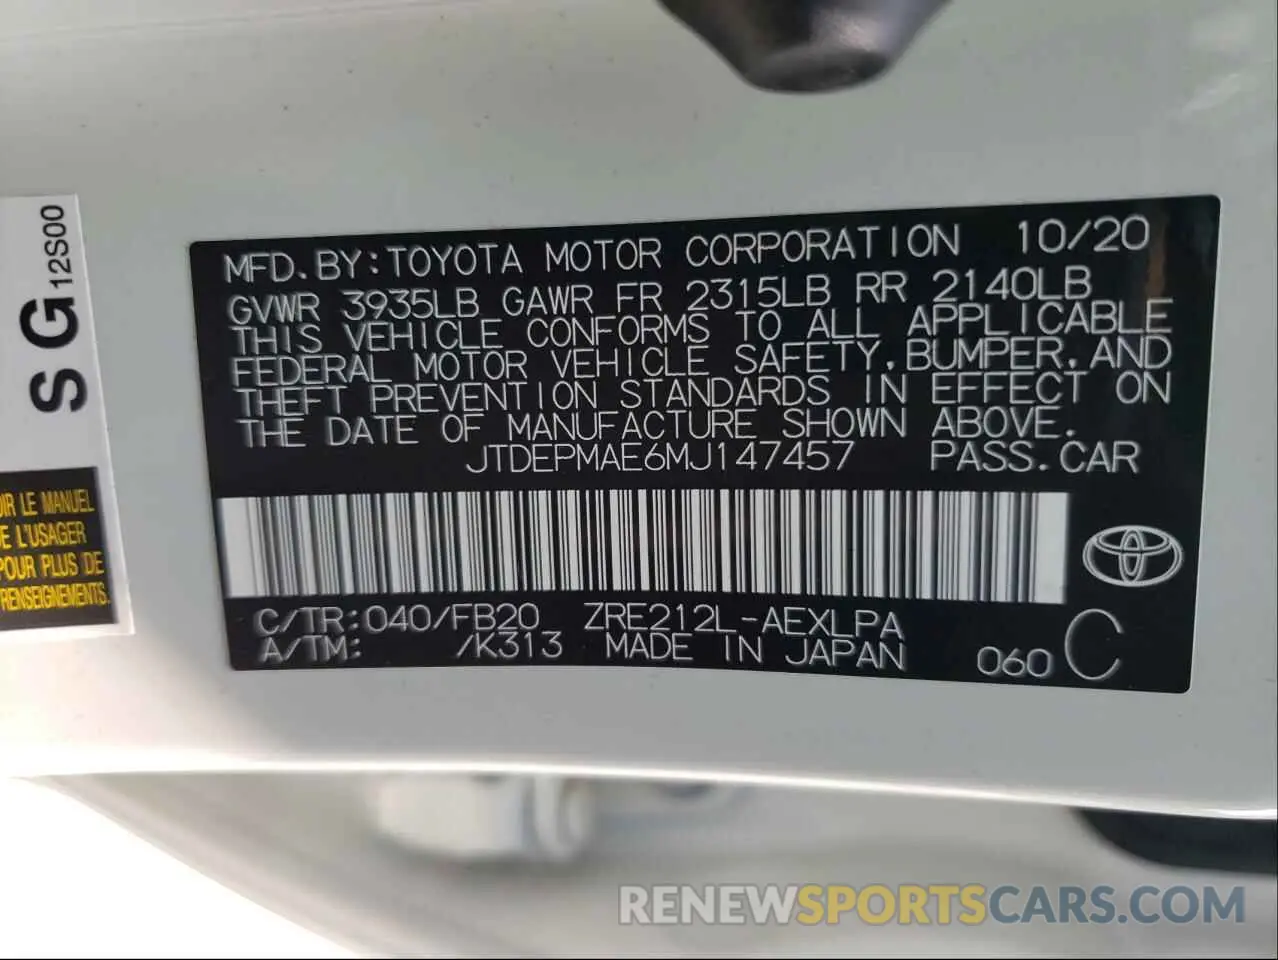 MFD.BY:TOYOTA MOTOR CORPORATION 10/20
GVWR 3935LB GAWR FR 2315LB RR 2140LB
THIS VEHICLE CONFORMS TO ALL APPLICABLE
FEDERAL MOTOR VEHICLE SAFETY,BUMPER,AND
THEFT PREVENTION STANDARDS IN EFFECT ON
THE DATE OF MANUFACTURE SHOWN ABOVE.
JTDEPMAE6MJ147457 PASS.CAR
C/TR:040/FB20 ZRE212L-AEXLPA
A/TM: /K313 MADE IN JAPAN 060 C
S G 12S00
LE MANUEL
L'USAGER
POUR PLUS DE
RENSEIGNEMENTS.
RENEWSPORTSCARS.COM